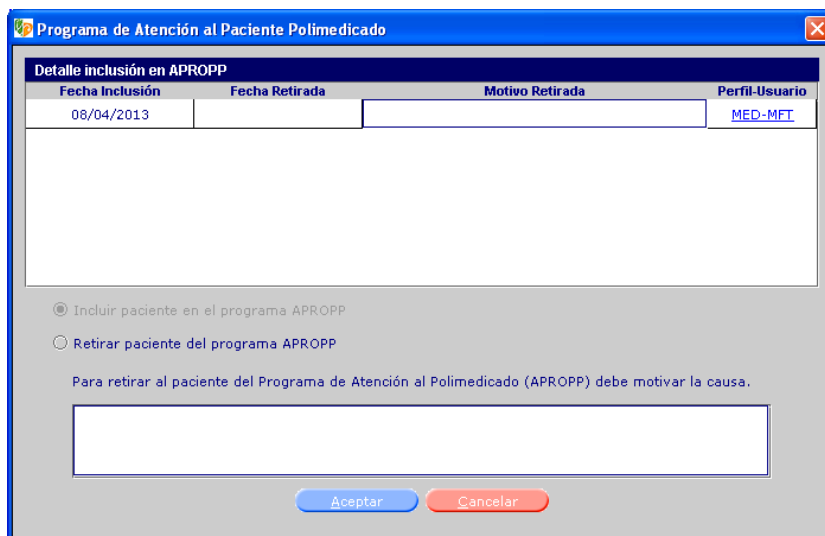 Programa de Atención al Paciente Polimedicado
Detalle inclusión en APROPP
Fecha Inclusión Fecha Retirada Motivo Retirada Perfil-Usuario
08/04/2013 MED-MFT
Incluir paciente en el programa APROPP
Retirar paciente del programa APROPP
Para retirar al paciente del Programa de Atención al Polimedicado (APROPP) debe motivar la causa.
Aceptar Cancelar